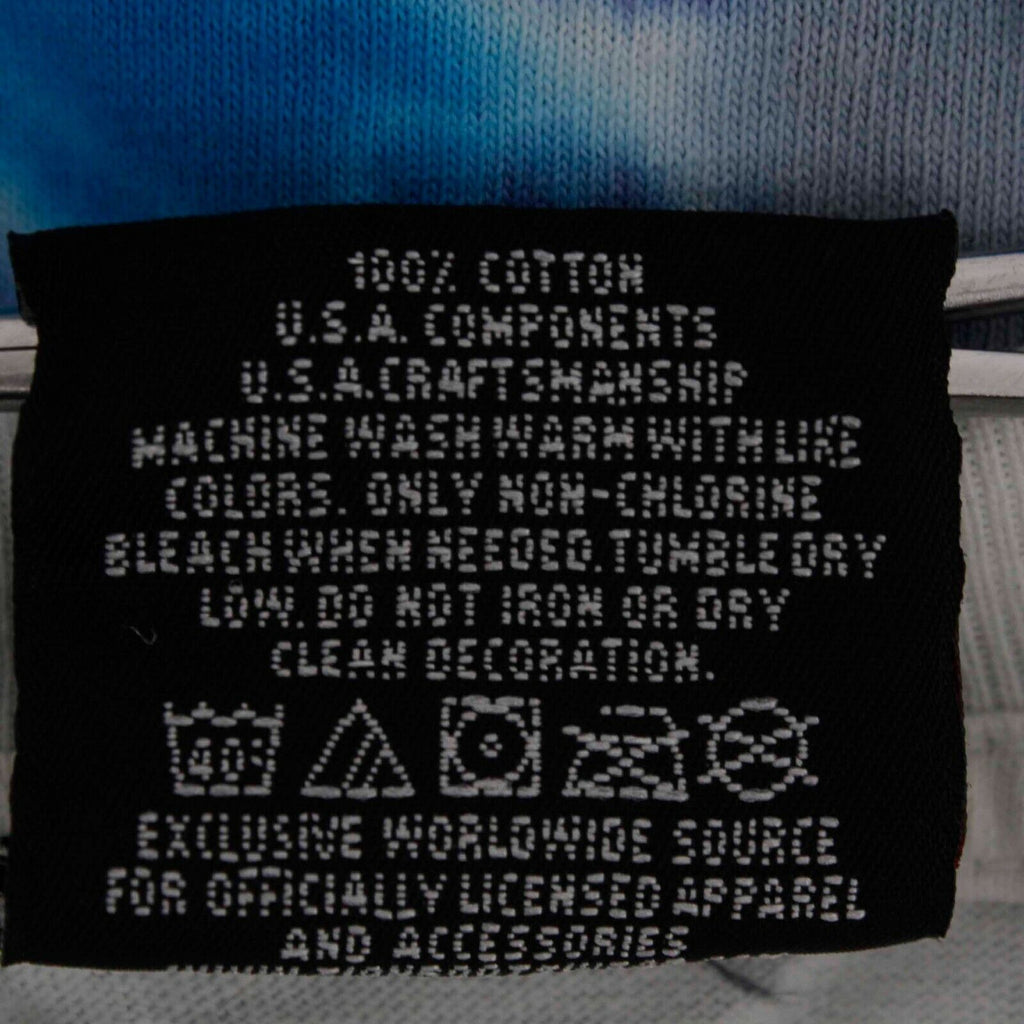 100% COTTON
U.S.A. COMPONENTS
U.S.A.CRAFTSMANSHIP
MACHINE WASH WARM WITH LIKE
COLORS. ONLY NON-CHLORINE
BLEACH WHEN NEEDED.TUMBLE DRY
LOW.DO NOT IRON OR DRY
CLEAN DECORATION.
40°
EXCLUSIVE WORLDWIDE SOURCE
FOR OFFICIALLY LICENSED APPAREL
AND ACCESSORIES